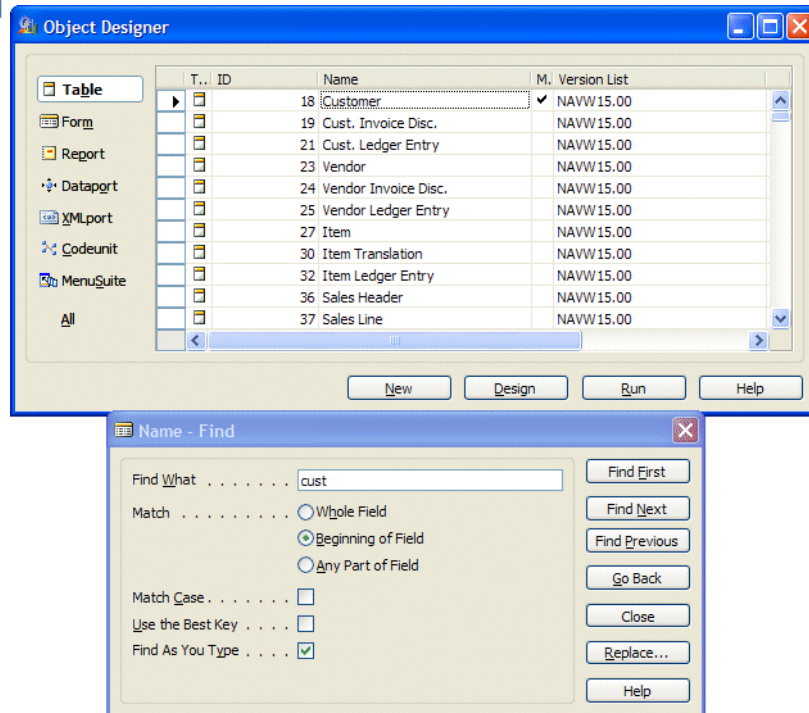 Object Designer
T.. ID Name M. Version List
Table
Form
Report
Dataport
XMLport
Codeunit
MenuSuite
All
18 Customer NAVW15.00
19 Cust. Invoice Disc. NAVW15.00
21 Cust. Ledger Entry NAVW15.00
23 Vendor NAVW15.00
24 Vendor Invoice Disc. NAVW15.00
25 Vendor Ledger Entry NAVW15.00
27 Item NAVW15.00
30 Item Translation NAVW15.00
32 Item Ledger Entry NAVW15.00
36 Sales Header NAVW15.00
37 Sales Line NAVW15.00
New Design Run Help
Name - Find
Find What . . . . . . . cust
Match . . . . . . . . . Whole Field
Beginning of Field
Any Part of Field
Match Case . . . . . . .
Use the Best Key . . . .
Find As You Type . . . .
Find First
Find Next
Find Previous
Go Back
Close
Replace...
Help